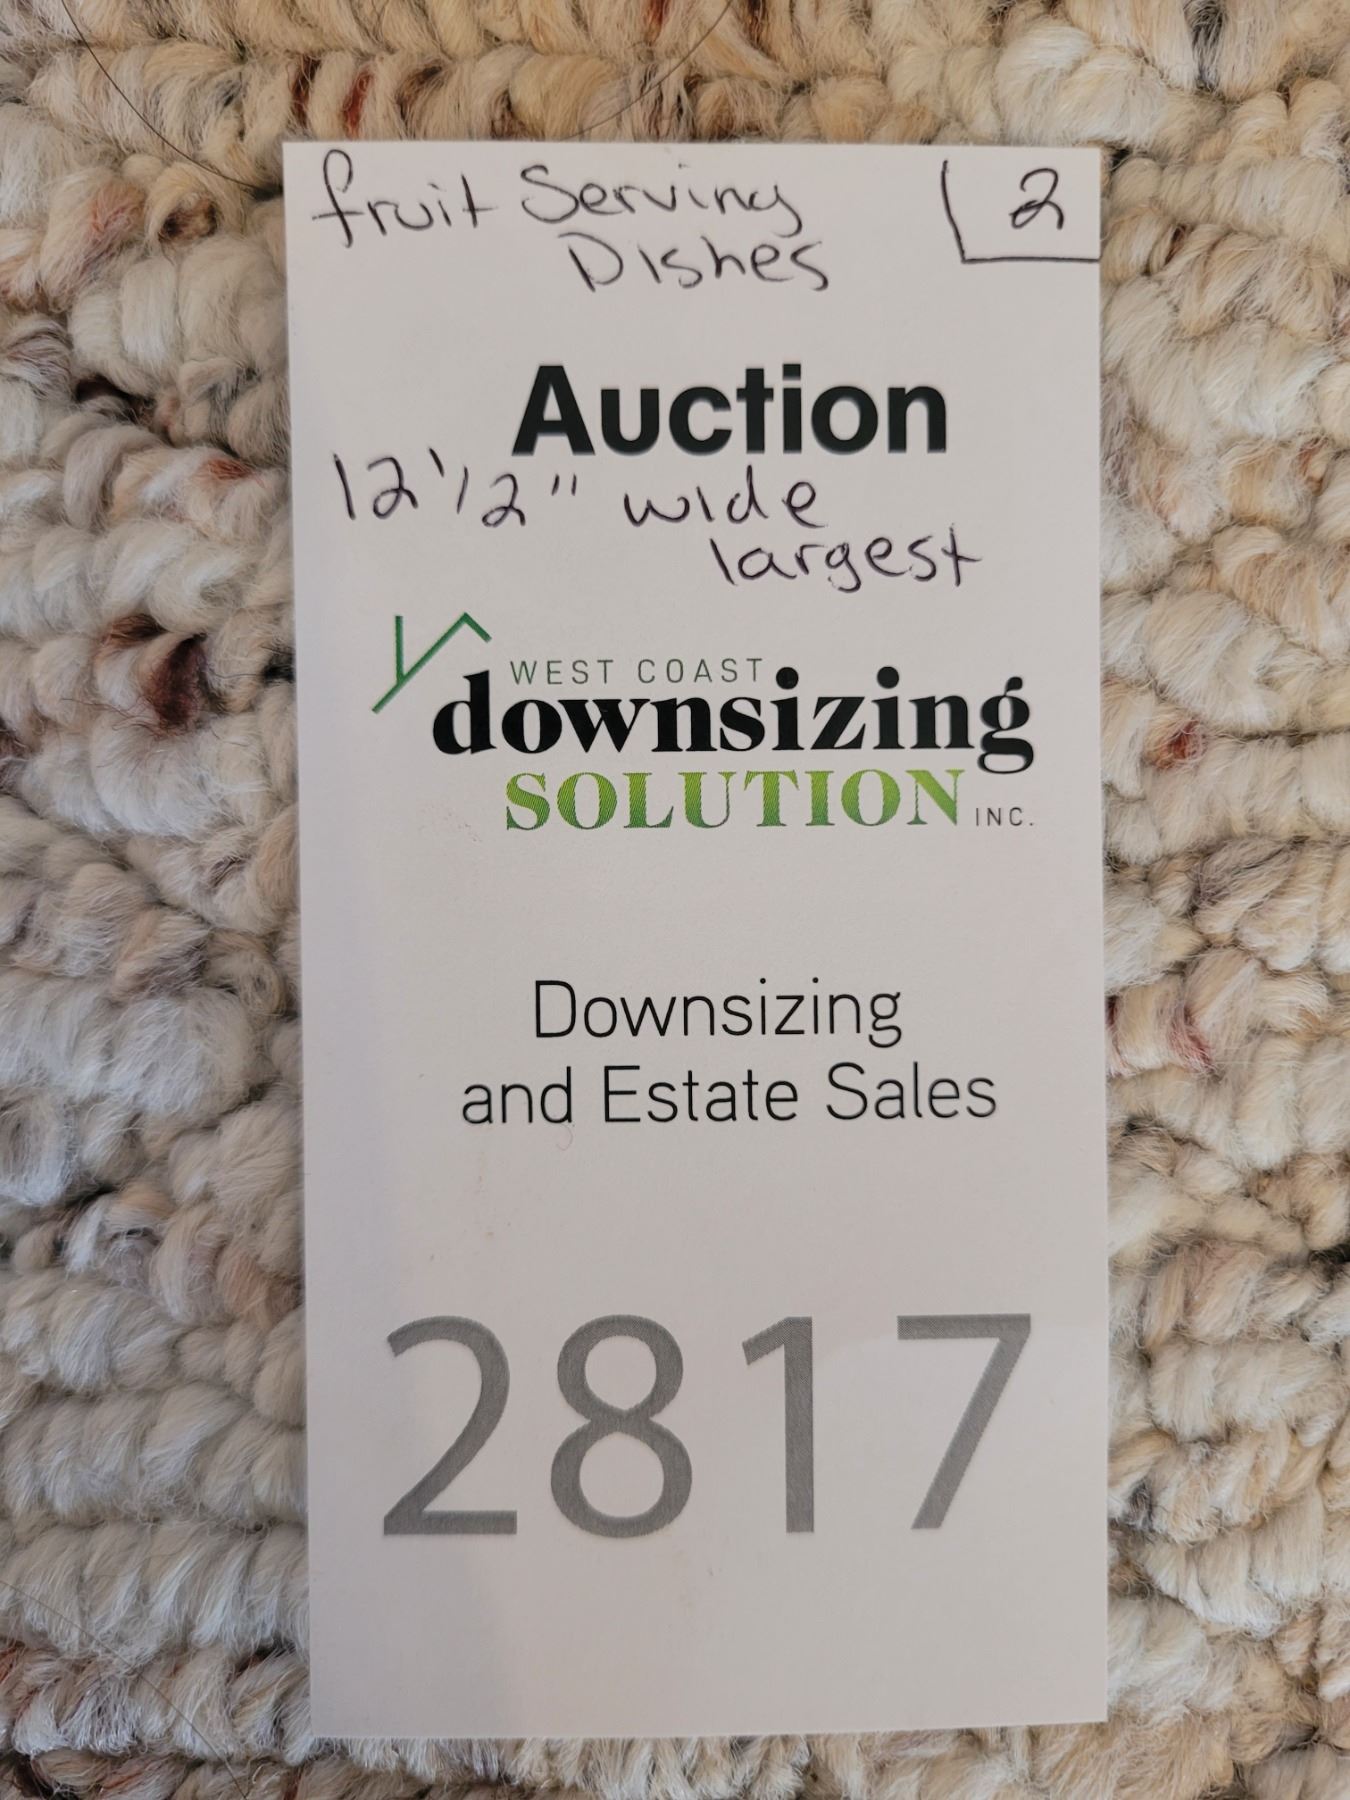 fruit Serving
Dishes
2
Auction
12 1/2" wide
largest
WEST COAST
downsizing
SOLUTION INC.
Downsizing
and Estate Sales
2817